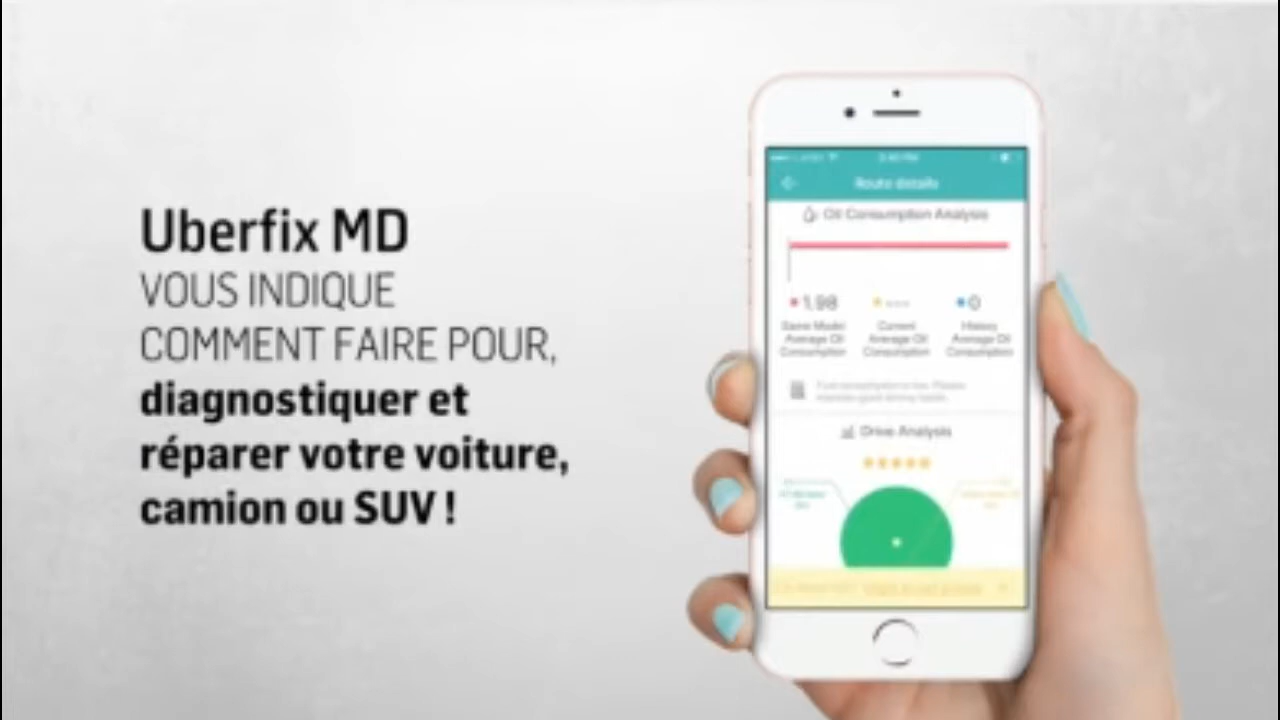 Uberfix MD
VOUS INDIQUE
COMMENT FAIRE POUR,
diagnostiquer et
réparer votre voiture,
camion ou SUV !
Route details
Oil Consumption Analysis
1.98
0
Same Model
Average Oil
Consumption
Current
Average Oil
Consumption
History
Average Oil
Consumption
Drive Analysis